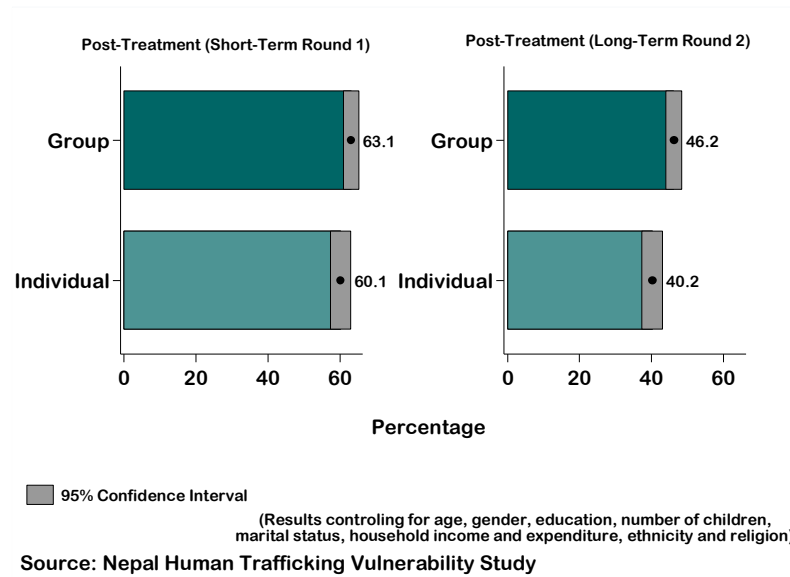 Post-Treatment (Short-Term Round 1)
Group
63.1
Individual
60.1
0 20 40 60
Post-Treatment (Long-Term Round 2)
Group
46.2
Individual
40.2
0 20 40 60
Percentage
95% Confidence Interval
(Results controling for age, gender, education, number of children,
marital status, household income and expenditure, ethnicity and religion)
Source: Nepal Human Trafficking Vulnerability Study